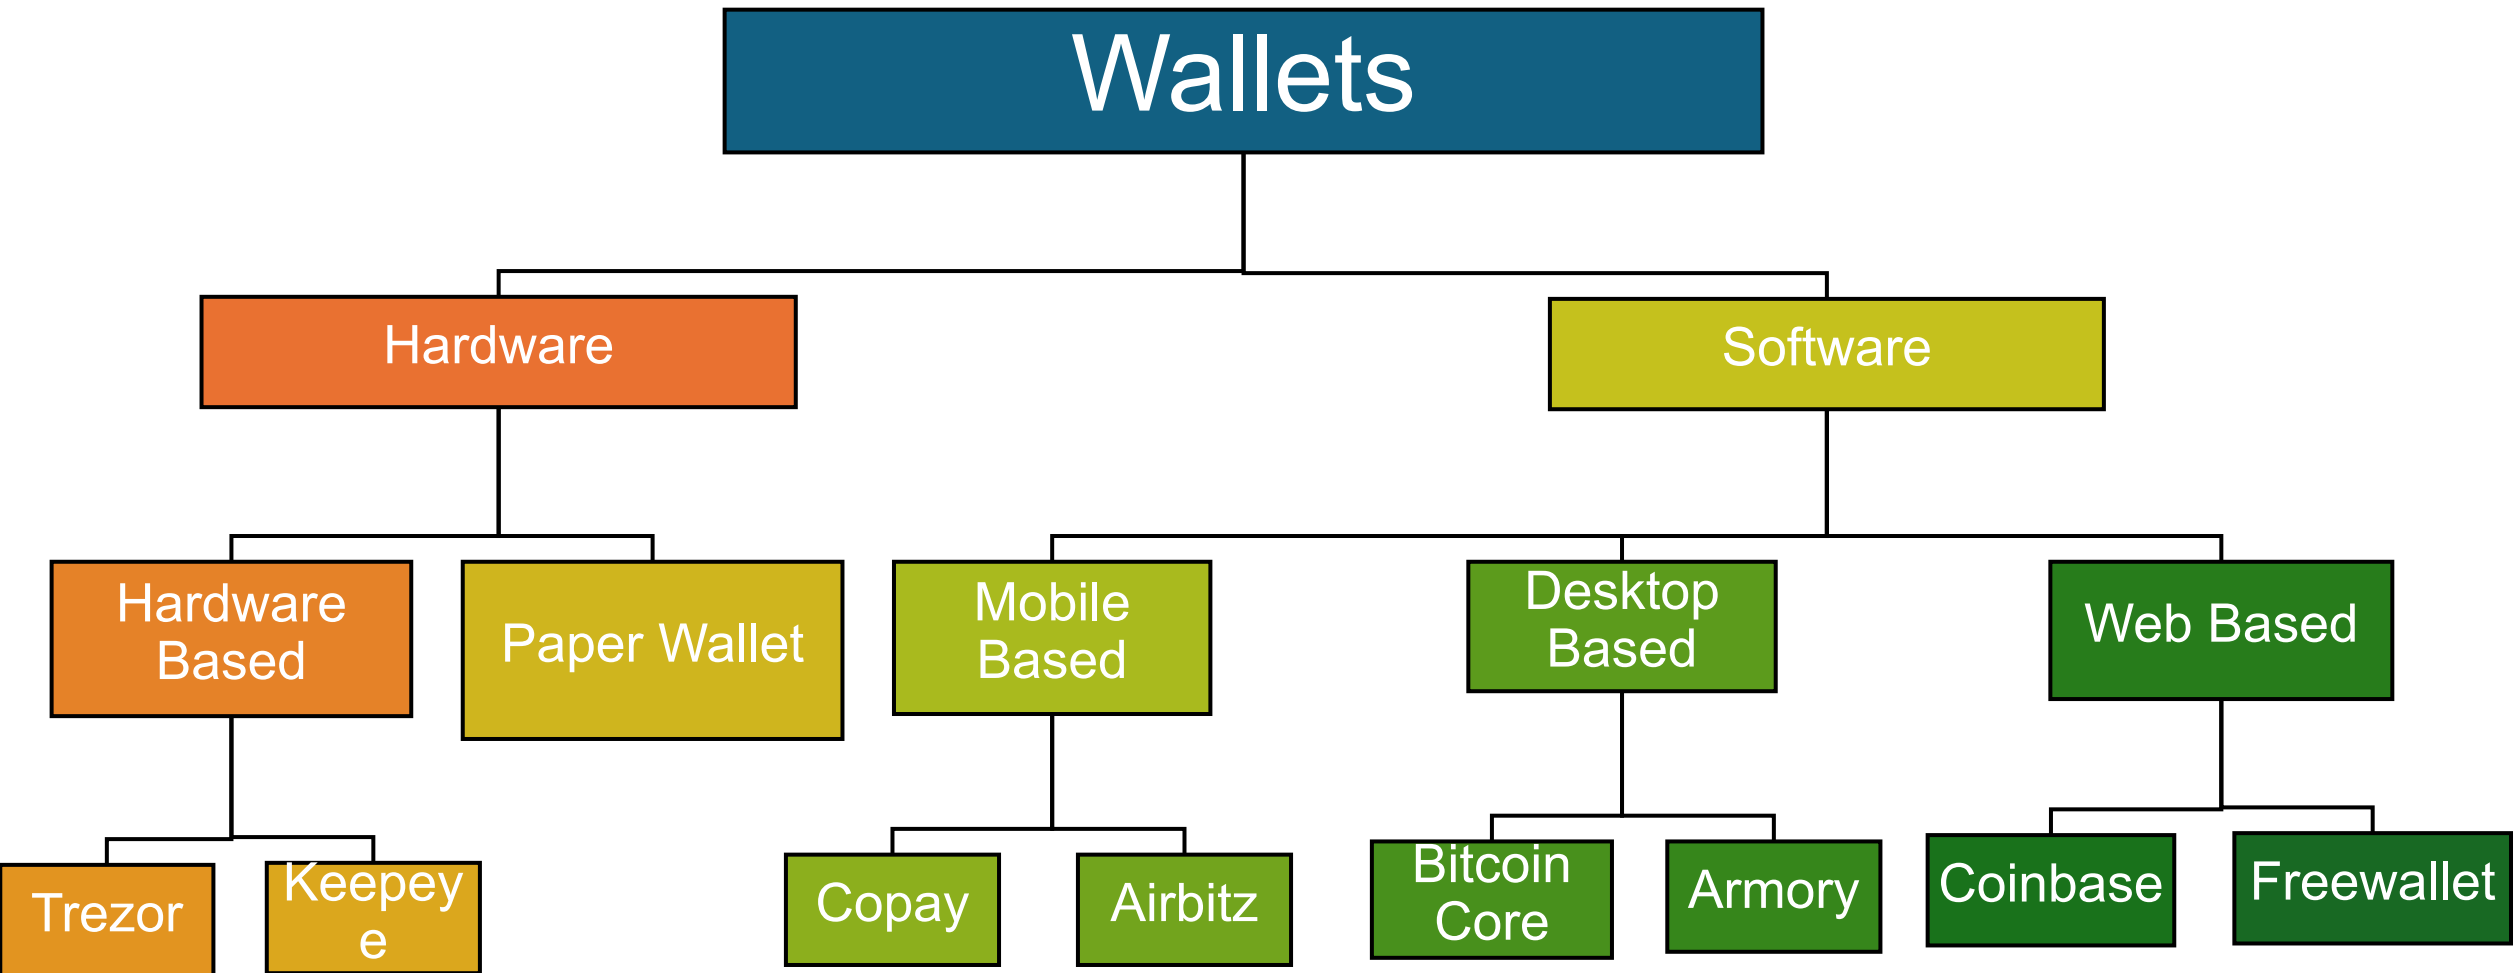 Wallets
Hardware
Software
Hardware
Based
Paper Wallet
Mobile
Based
Desktop
Based
Web Based
Trezor
Kepey
e
Copay
Airbitz
Bitcoin
Core
Armory
Coinbase
Freewallet